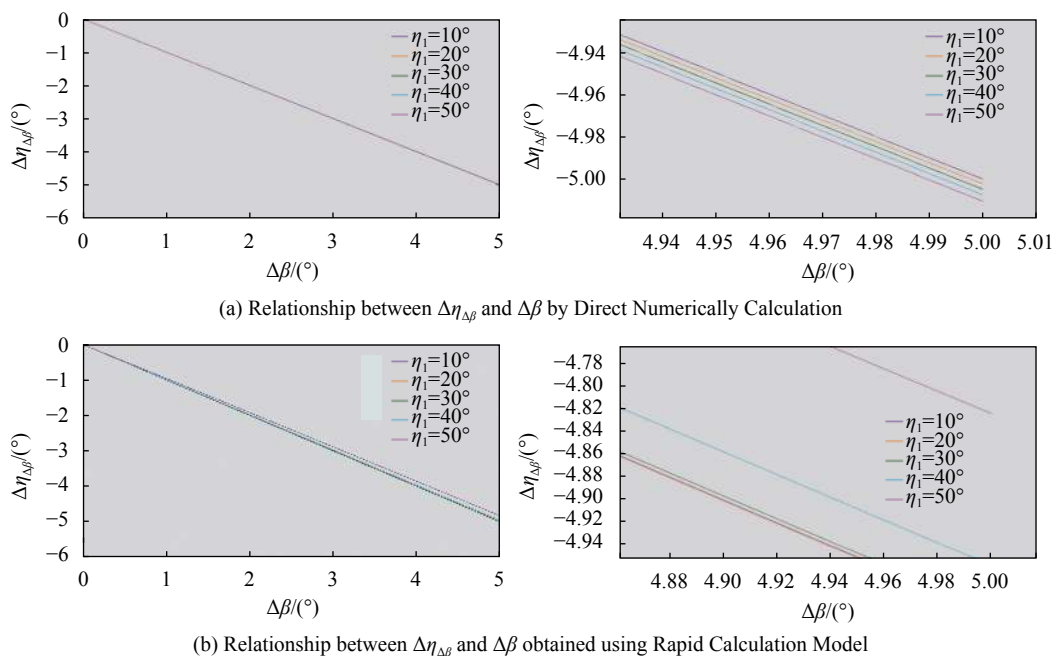 0
−1
−2
−3
−4
−5
−6
Δη_Δβ/(°)
0 1 2 3 4 5
Δβ/(°)
η₁=10°
η₁=20°
η₁=30°
η₁=40°
η₁=50°
−4.94
−4.96
−4.98
−5.00
Δη_Δβ/(°)
4.94 4.95 4.96 4.97 4.98 4.99 5.00 5.01
Δβ/(°)
η₁=10°
η₁=20°
η₁=30°
η₁=40°
η₁=50°
(a) Relationship between Δη_Δβ and Δβ by Direct Numerically Calculation
0
−1
−2
−3
−4
−5
−6
Δη_Δβ/(°)
0 1 2 3 4 5
Δβ/(°)
η₁=10°
η₁=20°
η₁=30°
η₁=40°
η₁=50°
−4.78
−4.80
−4.82
−4.84
−4.86
−4.88
−4.90
−4.92
−4.94
Δη_Δβ/(°)
4.88 4.90 4.92 4.94 4.96 4.98 5.00
Δβ/(°)
η₁=10°
η₁=20°
η₁=30°
η₁=40°
η₁=50°
(b) Relationship between Δη_Δβ and Δβ obtained using Rapid Calculation Model